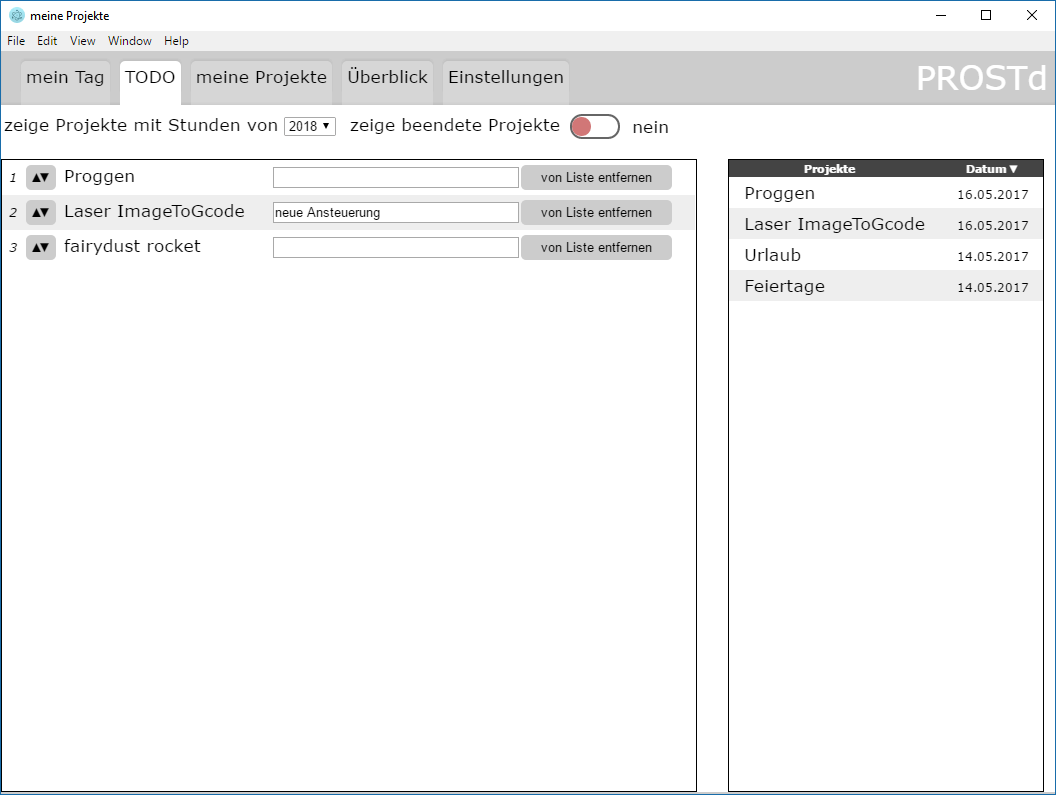 meine Projekte
File Edit View Window Help
mein Tag TODO meine Projekte Überblick Einstellungen PROSTd
zeige Projekte mit Stunden von 2018 ▼ zeige beendete Projekte nein
1 ▲▼ Proggen von Liste entfernen
2 ▲▼ Laser ImageToGcode neue Ansteuerung von Liste entfernen
3 ▲▼ fairydust rocket von Liste entfernen
Projekte Datum▼
Proggen 16.05.2017
Laser ImageToGcode 16.05.2017
Urlaub 14.05.2017
Feiertage 14.05.2017